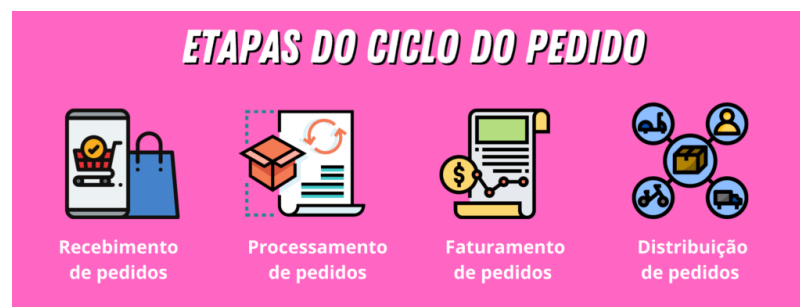 ETAPAS DO CICLO DO PEDIDO
Recebimento
de pedidos
Processamento
de pedidos
Faturamento
de pedidos
Distribuição
de pedidos